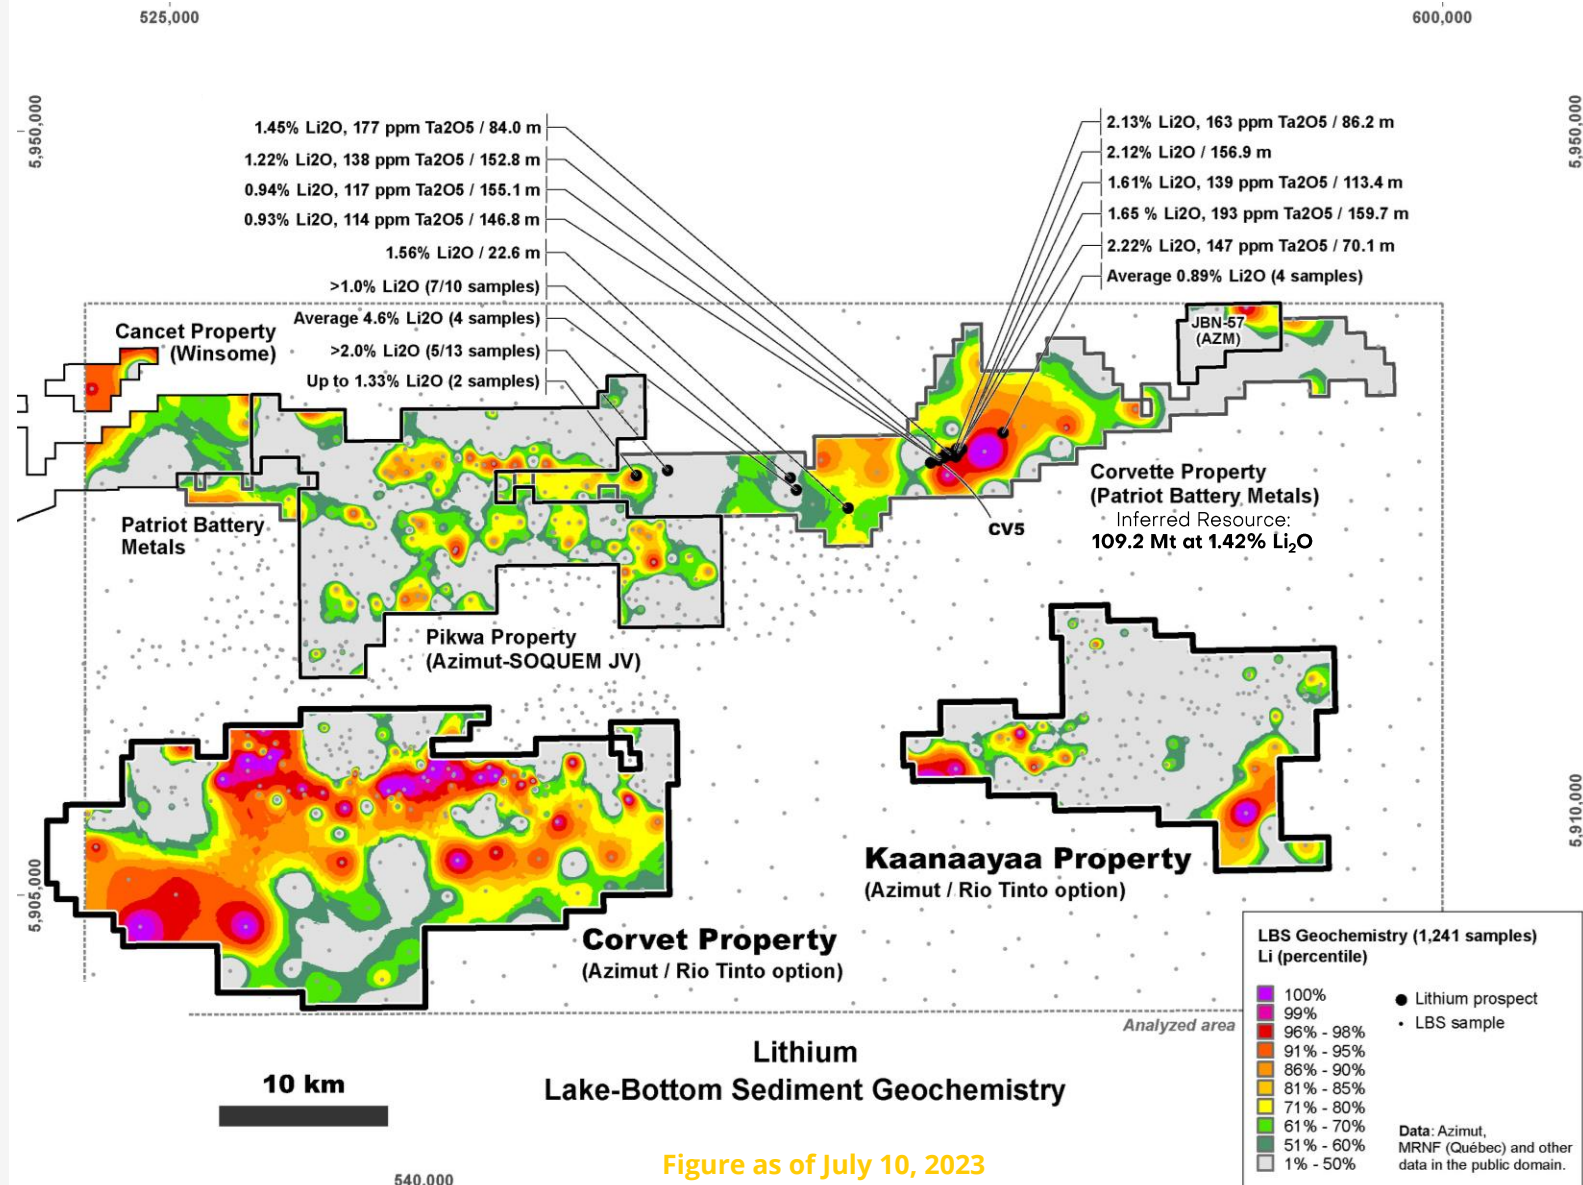 525,000
600,000
5,950,000
5,950,000
1.45% Li2O, 177 ppm Ta2O5 / 84.0 m
1.22% Li2O, 138 ppm Ta2O5 / 152.8 m
0.94% Li2O, 117 ppm Ta2O5 / 155.1 m
0.93% Li2O, 114 ppm Ta2O5 / 146.8 m
1.56% Li2O / 22.6 m
>1.0% Li2O (7/10 samples)
Average 4.6% Li2O (4 samples)
>2.0% Li2O (5/13 samples)
Up to 1.33% Li2O (2 samples)
2.13% Li2O, 163 ppm Ta2O5 / 86.2 m
2.12% Li2O / 156.9 m
1.61% Li2O, 139 ppm Ta2O5 / 113.4 m
1.65 % Li2O, 193 ppm Ta2O5 / 159.7 m
2.22% Li2O, 147 ppm Ta2O5 / 70.1 m
Average 0.89% Li2O (4 samples)
Cancet Property
(Winsome)
JBN-57
(AZM)
Patriot Battery
Metals
Corvette Property
(Patriot Battery Metals)
Inferred Resource:
109.2 Mt at 1.42% Li₂O
CV5
Pikwa Property
(Azimut-SOQUEM JV)
Kaanaayaa Property
(Azimut / Rio Tinto option)
Corvet Property
(Azimut / Rio Tinto option)
5,905,000
5,910,000
Analyzed area
Lithium
Lake-Bottom Sediment Geochemistry
10 km
540,000
Figure as of July 10, 2023
LBS Geochemistry (1,241 samples)
Li (percentile)
100%
99%
96% - 98%
91% - 95%
86% - 90%
81% - 85%
71% - 80%
61% - 70%
51% - 60%
1% - 50%
Lithium prospect
LBS sample
Data: Azimut,
MRNF (Québec) and other
data in the public domain.